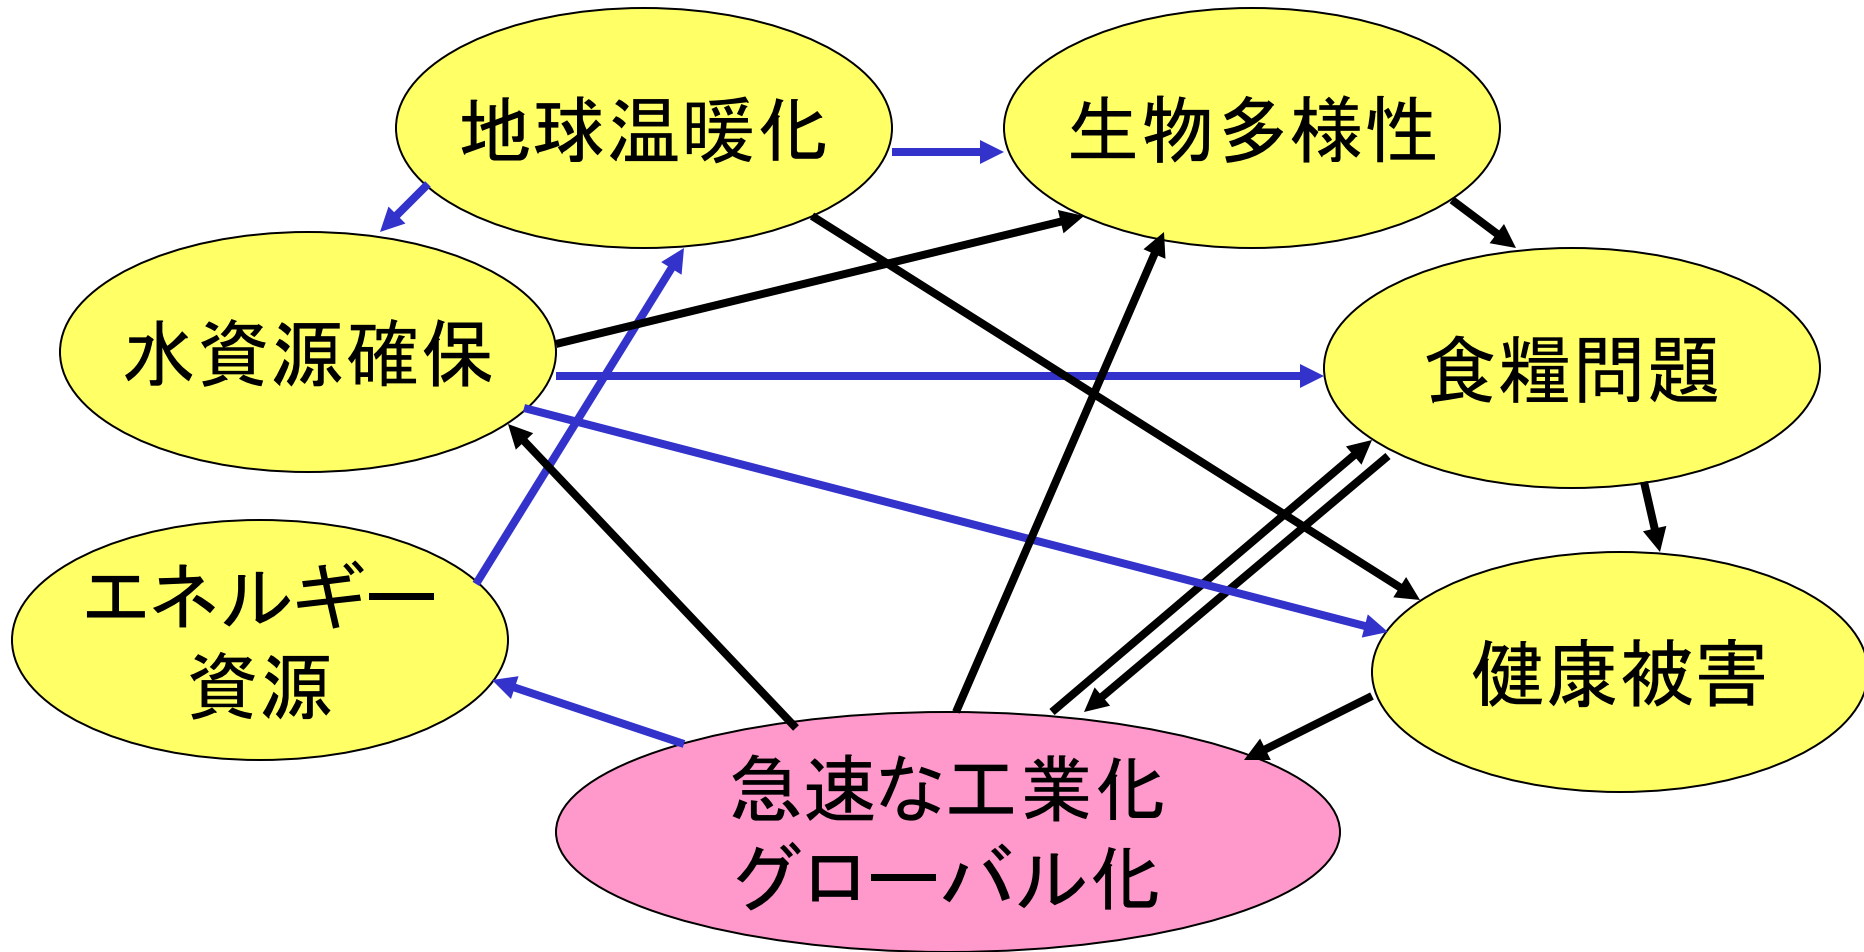 地球温暖化
生物多様性
水資源確保
食糧問題
エネルギー
資源
健康被害
急速な工業化
グローバル化